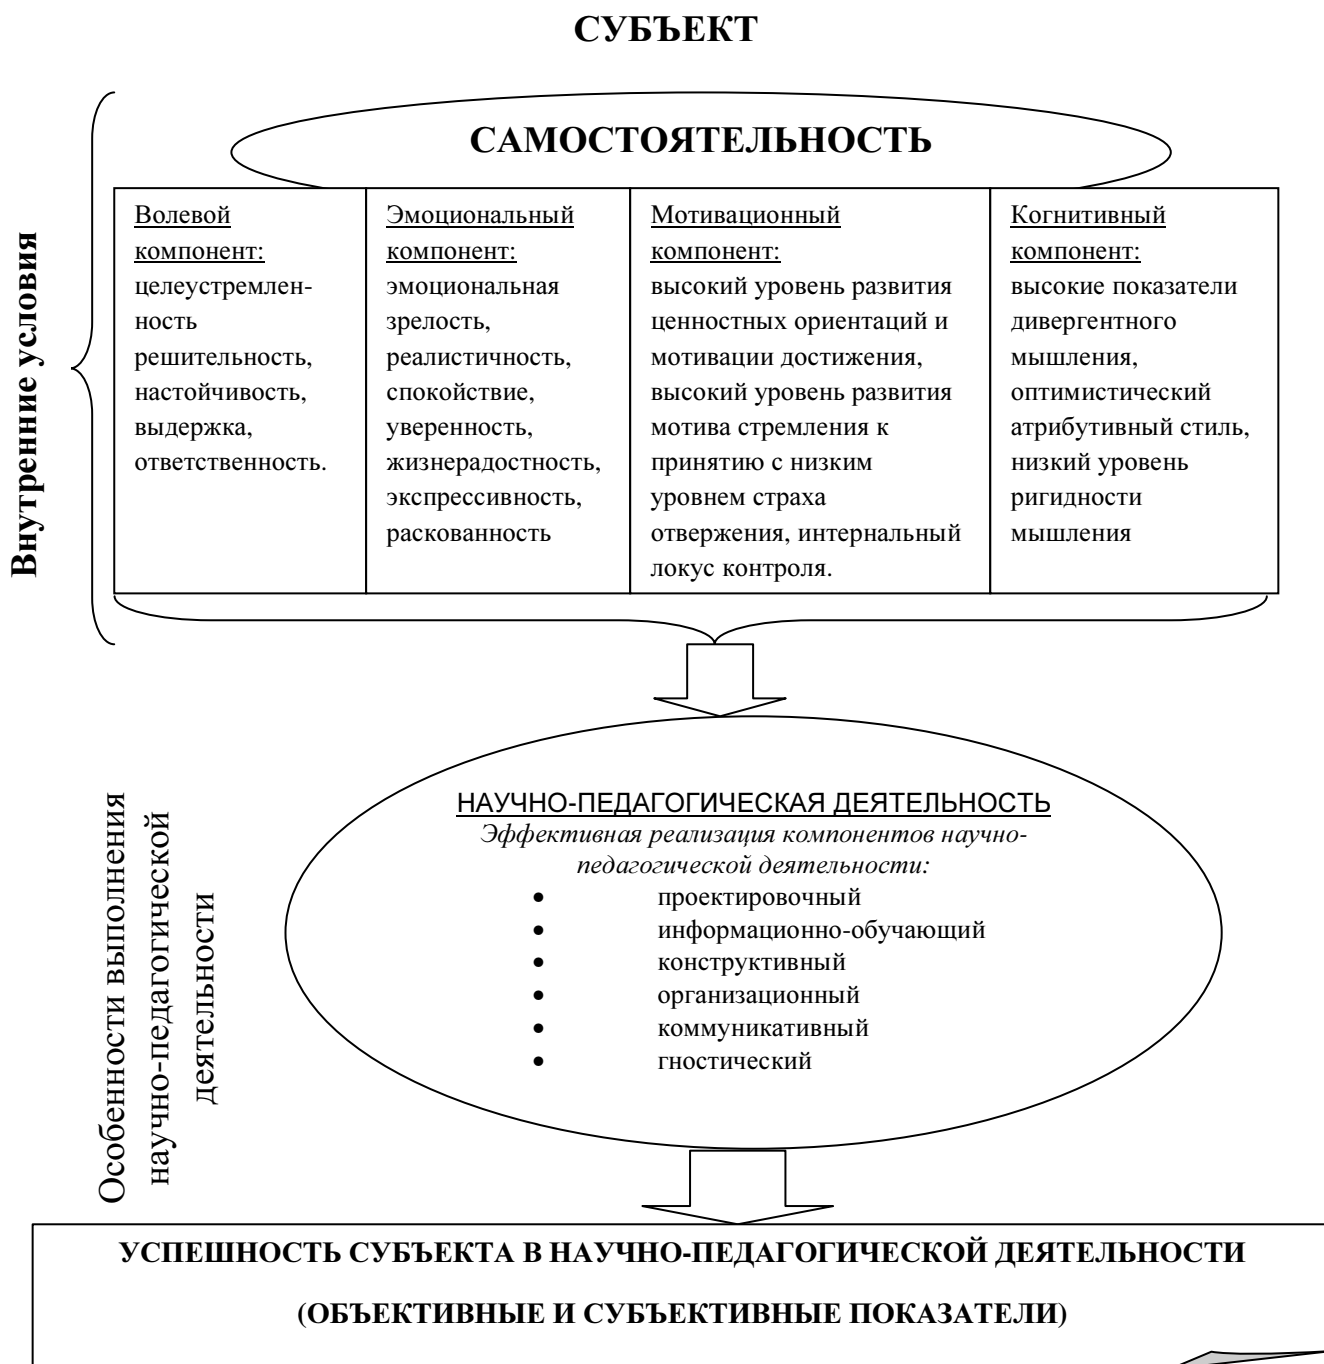 СУБЪЕКТ
САМОСТОЯТЕЛЬНОСТЬ
Внутренние условия
Волевой
компонент:
целеустремлен-
ность
решительность,
настойчивость,
выдержка,
ответственность.
Эмоциональный
компонент:
эмоциональная
зрелость,
реалистичность,
спокойствие,
уверенность,
жизнерадостность,
экспрессивность,
раскованность
Мотивационный
компонент:
высокий уровень развития
ценностных ориентаций и
мотивации достижения,
высокий уровень развития
мотива стремления к
принятию с низким
уровнем страха
отвержения, интернальный
локус контроля.
Когнитивный
компонент:
высокие показатели
дивергентного
мышления,
оптимистический
атрибутивный стиль,
низкий уровень
ригидности
мышления
Особенности выполнения
научно-педагогической
деятельности
НАУЧНО-ПЕДАГОГИЧЕСКАЯ ДЕЯТЕЛЬНОСТЬ
Эффективная реализация компонентов научно-
педагогической деятельности:
• проектировочный
• информационно-обучающий
• конструктивный
• организационный
• коммуникативный
• гностический
УСПЕШНОСТЬ СУБЪЕКТА В НАУЧНО-ПЕДАГОГИЧЕСКОЙ ДЕЯТЕЛЬНОСТИ
(ОБЪЕКТИВНЫЕ И СУБЪЕКТИВНЫЕ ПОКАЗАТЕЛИ)